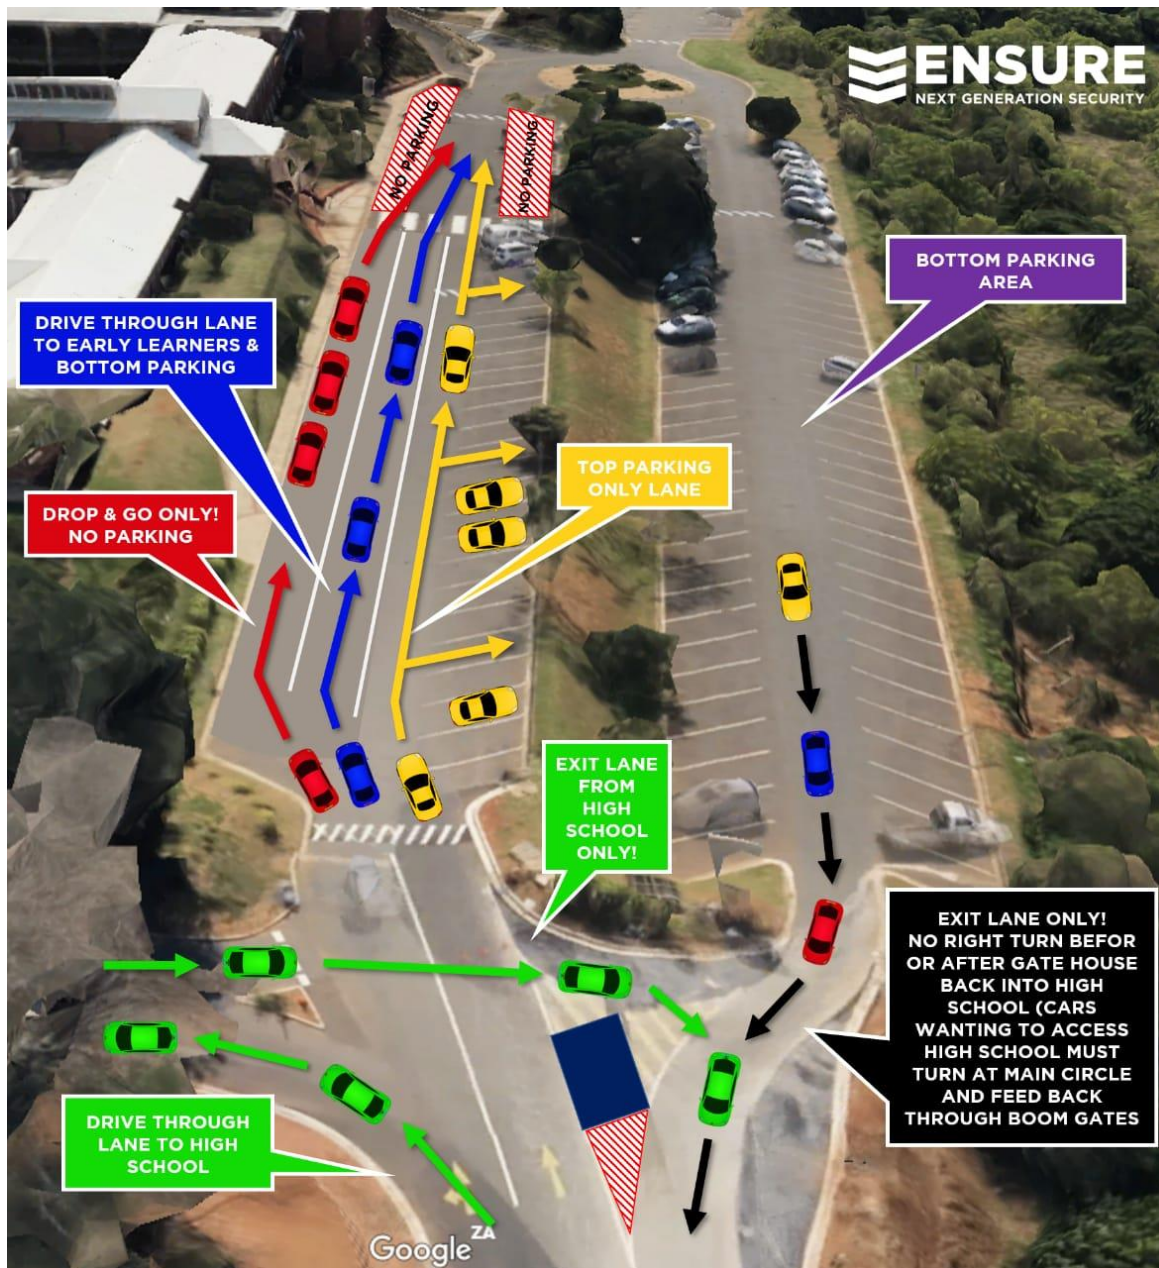 ENSURE
NEXT GENERATION SECURITY
NO PARKING
NO PARKING
BOTTOM PARKING
AREA
DRIVE THROUGH LANE
TO EARLY LEARNERS &
BOTTOM PARKING
TOP PARKING
ONLY LANE
DROP & GO ONLY!
NO PARKING
EXIT LANE
FROM
HIGH
SCHOOL
ONLY!
EXIT LANE ONLY!
NO RIGHT TURN BEFOR
OR AFTER GATE HOUSE
BACK INTO HIGH
SCHOOL (CARS
WANTING TO ACCESS
HIGH SCHOOL MUST
TURN AT MAIN CIRCLE
AND FEED BACK
THROUGH BOOM GATES
DRIVE THROUGH
LANE TO HIGH
SCHOOL
Google
ZA